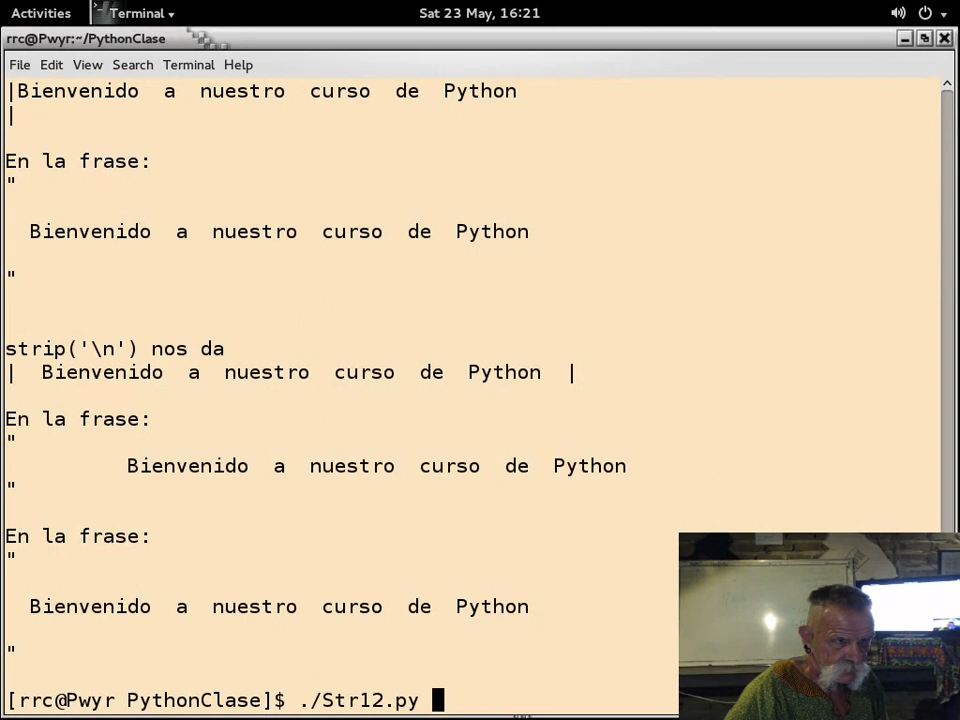 Activities Terminal Sat 23 May, 16:21
rrc@Pwyr:~/PythonClase
File Edit View Search Terminal Help
|Bienvenido a nuestro curso de Python
|
En la frase:
"
Bienvenido a nuestro curso de Python
"
strip('\n') nos da
| Bienvenido a nuestro curso de Python |
En la frase:
"
Bienvenido a nuestro curso de Python
"
En la frase:
"
Bienvenido a nuestro curso de Python
"
[rrc@Pwyr PythonClase]$ ./Str12.py